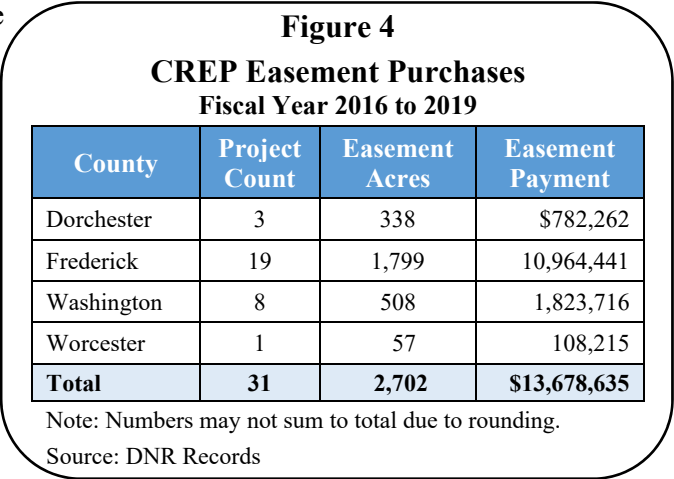 e
Figure 4
CREP Easement Purchases
Fiscal Year 2016 to 2019
County Project Count Easement Acres Easement Payment
Dorchester 3 338 $782,262
Frederick 19 1,799 10,964,441
Washington 8 508 1,823,716
Worcester 1 57 108,215
Total 31 2,702 $13,678,635
Note: Numbers may not sum to total due to rounding.
Source: DNR Records